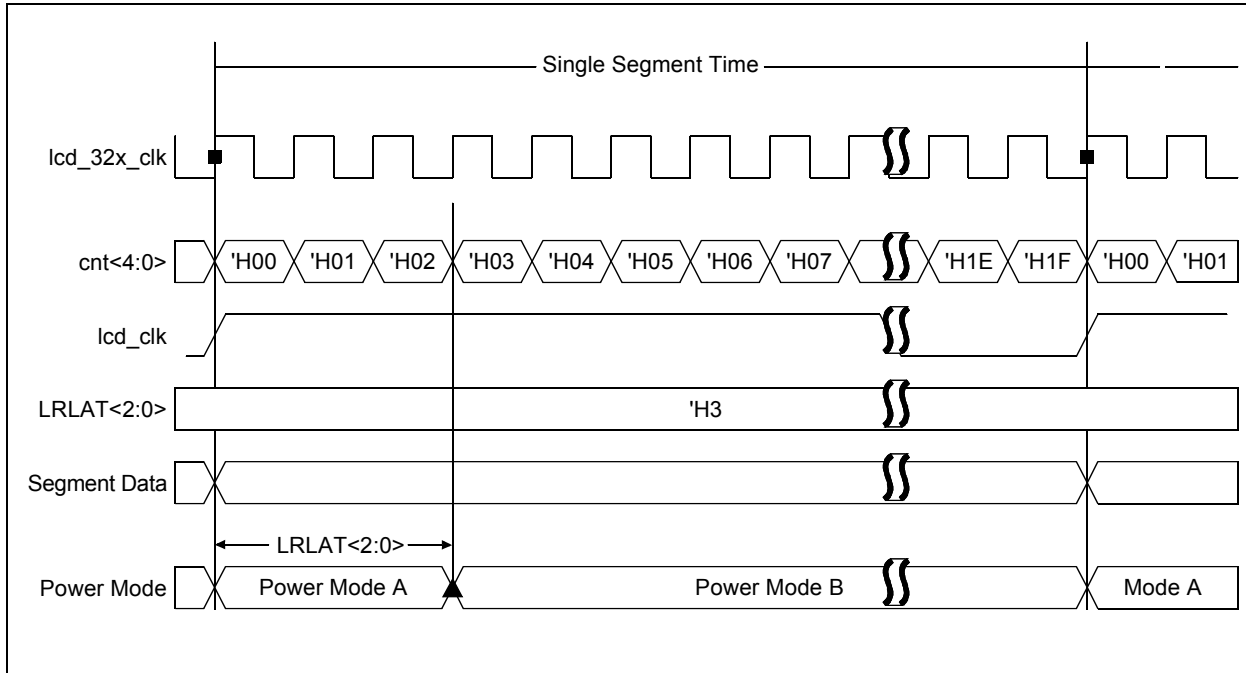 Single Segment Time
lcd_32x_clk
cnt<4:0> 'H00 'H01 'H02 'H03 'H04 'H05 'H06 'H07 'H1E 'H1F 'H00 'H01
lcd_clk
LRLAT<2:0> 'H3
Segment Data
LRLAT<2:0>
Power Mode Power Mode A Power Mode B Mode A